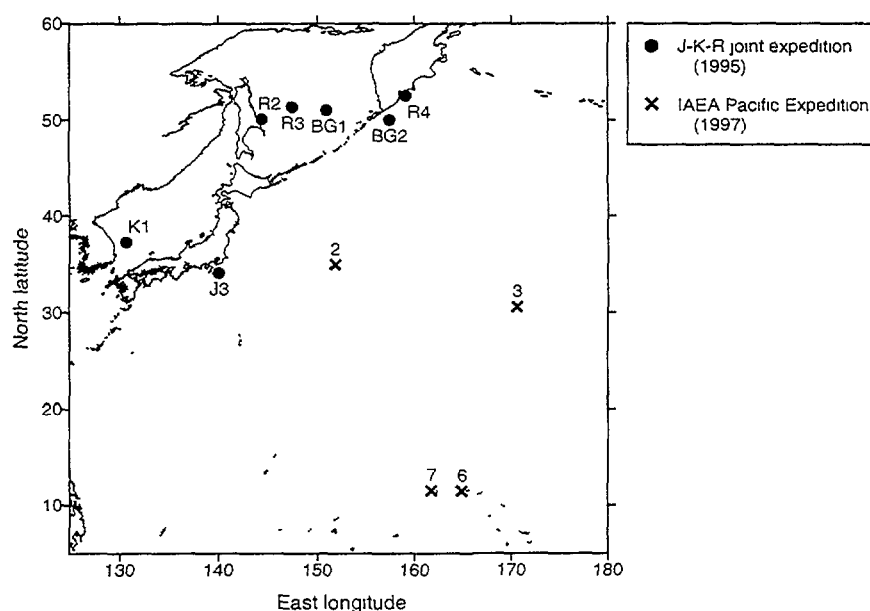 60
50
40
30
20
10
130
140
150
160
170
180
North latitude
East longitude
R2
R3
BG1
BG2
R4
K1
J3
2
3
7
6
J-K-R joint expedition
(1995)
IAEA Pacific Expedition
(1997)